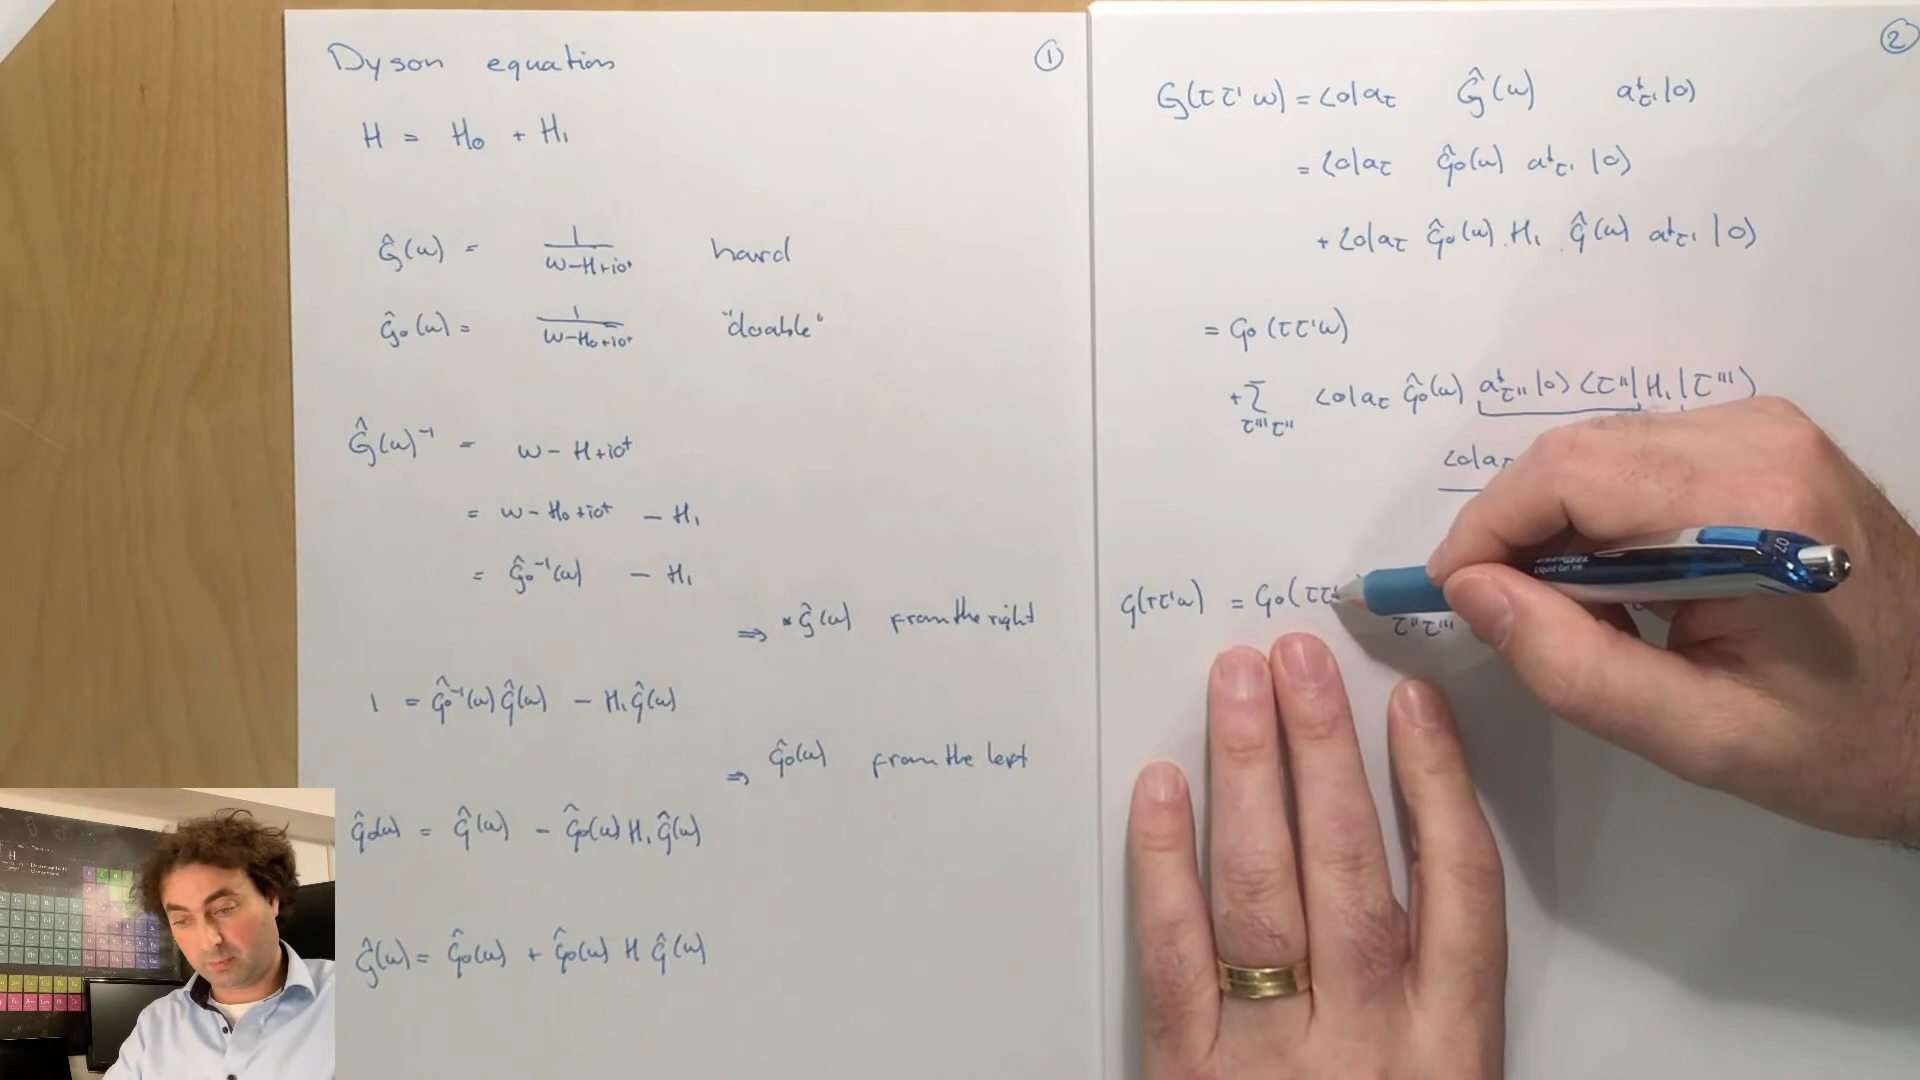 Dyson equation ①
H = H₀ + H₁
Ĝ(ω) = 1/(ω-H+i0⁺) hard
Ĝ₀(ω) = 1/(ω-H₀+i0⁺) "doable"
Ĝ(ω)⁻¹ = ω - H + i0⁺
= ω - H₀ + i0⁺ - H₁
= Ĝ₀⁻¹(ω) - H₁
⇒ * Ĝ(ω) from the right
1 = Ĝ₀⁻¹(ω) Ĝ(ω) - H₁ Ĝ(ω)
⇒ Ĝ₀(ω) from the left
Ĝ₀(ω) = Ĝ(ω) - Ĝ₀(ω) H₁ Ĝ(ω)
Ĝ(ω) = Ĝ₀(ω) + Ĝ₀(ω) H Ĝ(ω)
②
G(ττ'ω) = <0|a_τ Ĝ(ω) a†_τ' |0>
= <0|a_τ Ĝ₀(ω) a†_τ' |0>
+ <0|a_τ Ĝ₀(ω) H₁ Ĝ(ω) a†_τ' |0>
= G₀(ττ'ω)
+ Σ_τ'''τ'' <0|a_τ Ĝ₀(ω) a†_τ'' |0> <τ''| H₁ |τ'''>
<0|a_τ
G(ττ'ω) = G₀(ττ'
τ''τ'''